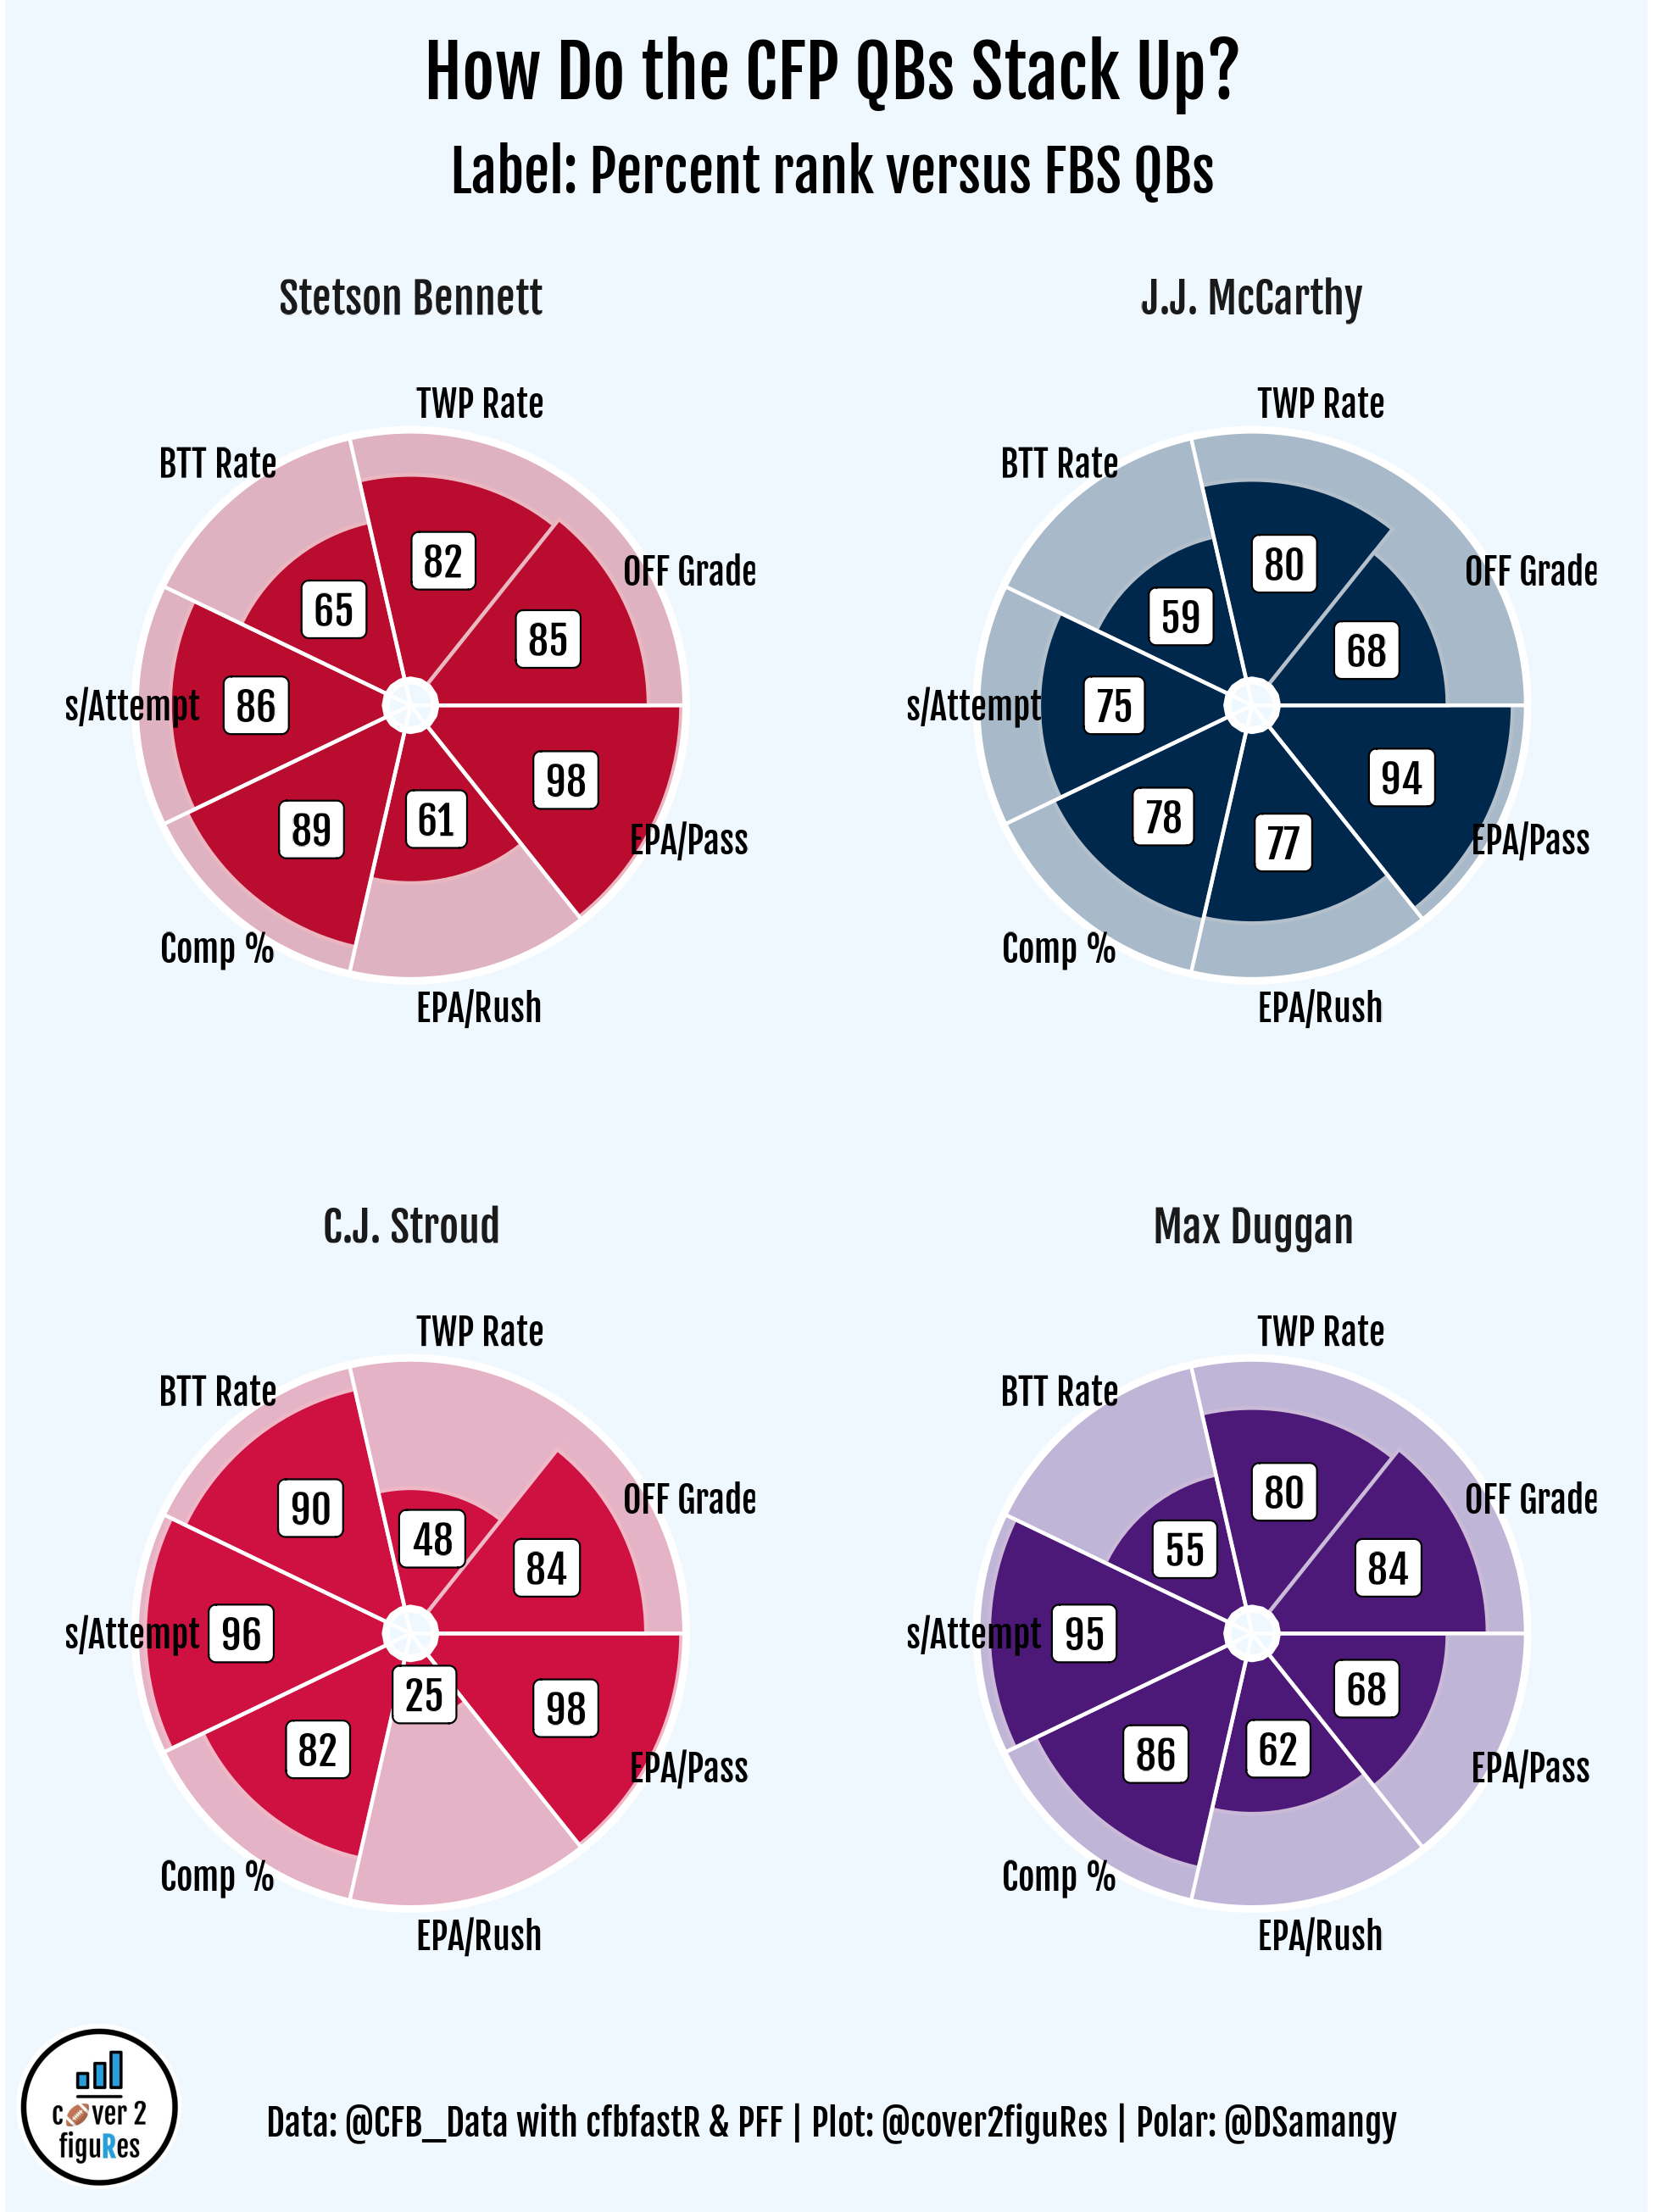 How Do the CFP QBs Stack Up?
Label: Percent rank versus FBS QBs
Stetson Bennett
TWP Rate
BTT Rate
OFF Grade
82
65
85
s/Attempt
86
98
89
61
EPA/Pass
Comp %
EPA/Rush
J.J. McCarthy
TWP Rate
BTT Rate
OFF Grade
80
59
68
s/Attempt
75
94
78
77
EPA/Pass
Comp %
EPA/Rush
C.J. Stroud
TWP Rate
BTT Rate
OFF Grade
90
48
84
s/Attempt
96
25
98
82
EPA/Pass
Comp %
EPA/Rush
Max Duggan
TWP Rate
BTT Rate
OFF Grade
80
55
84
s/Attempt
95
68
86
62
EPA/Pass
Comp %
EPA/Rush
cover 2
figuRes
Data: @CFB_Data with cfbfastR & PFF | Plot: @cover2figuRes | Polar: @DSamangy